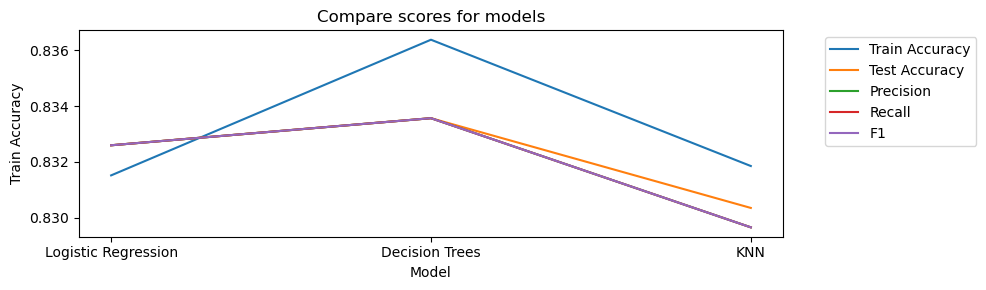 Compare scores for models
Train Accuracy
0.836
0.834
0.832
0.830
Logistic Regression
Decision Trees
KNN
Model
Train Accuracy
Test Accuracy
Precision
Recall
F1